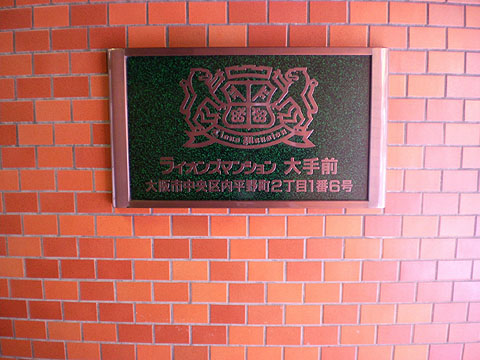 Lions Mansion
ライオンズマンション 大手前
大阪市中央区内平野町2丁目1番6号